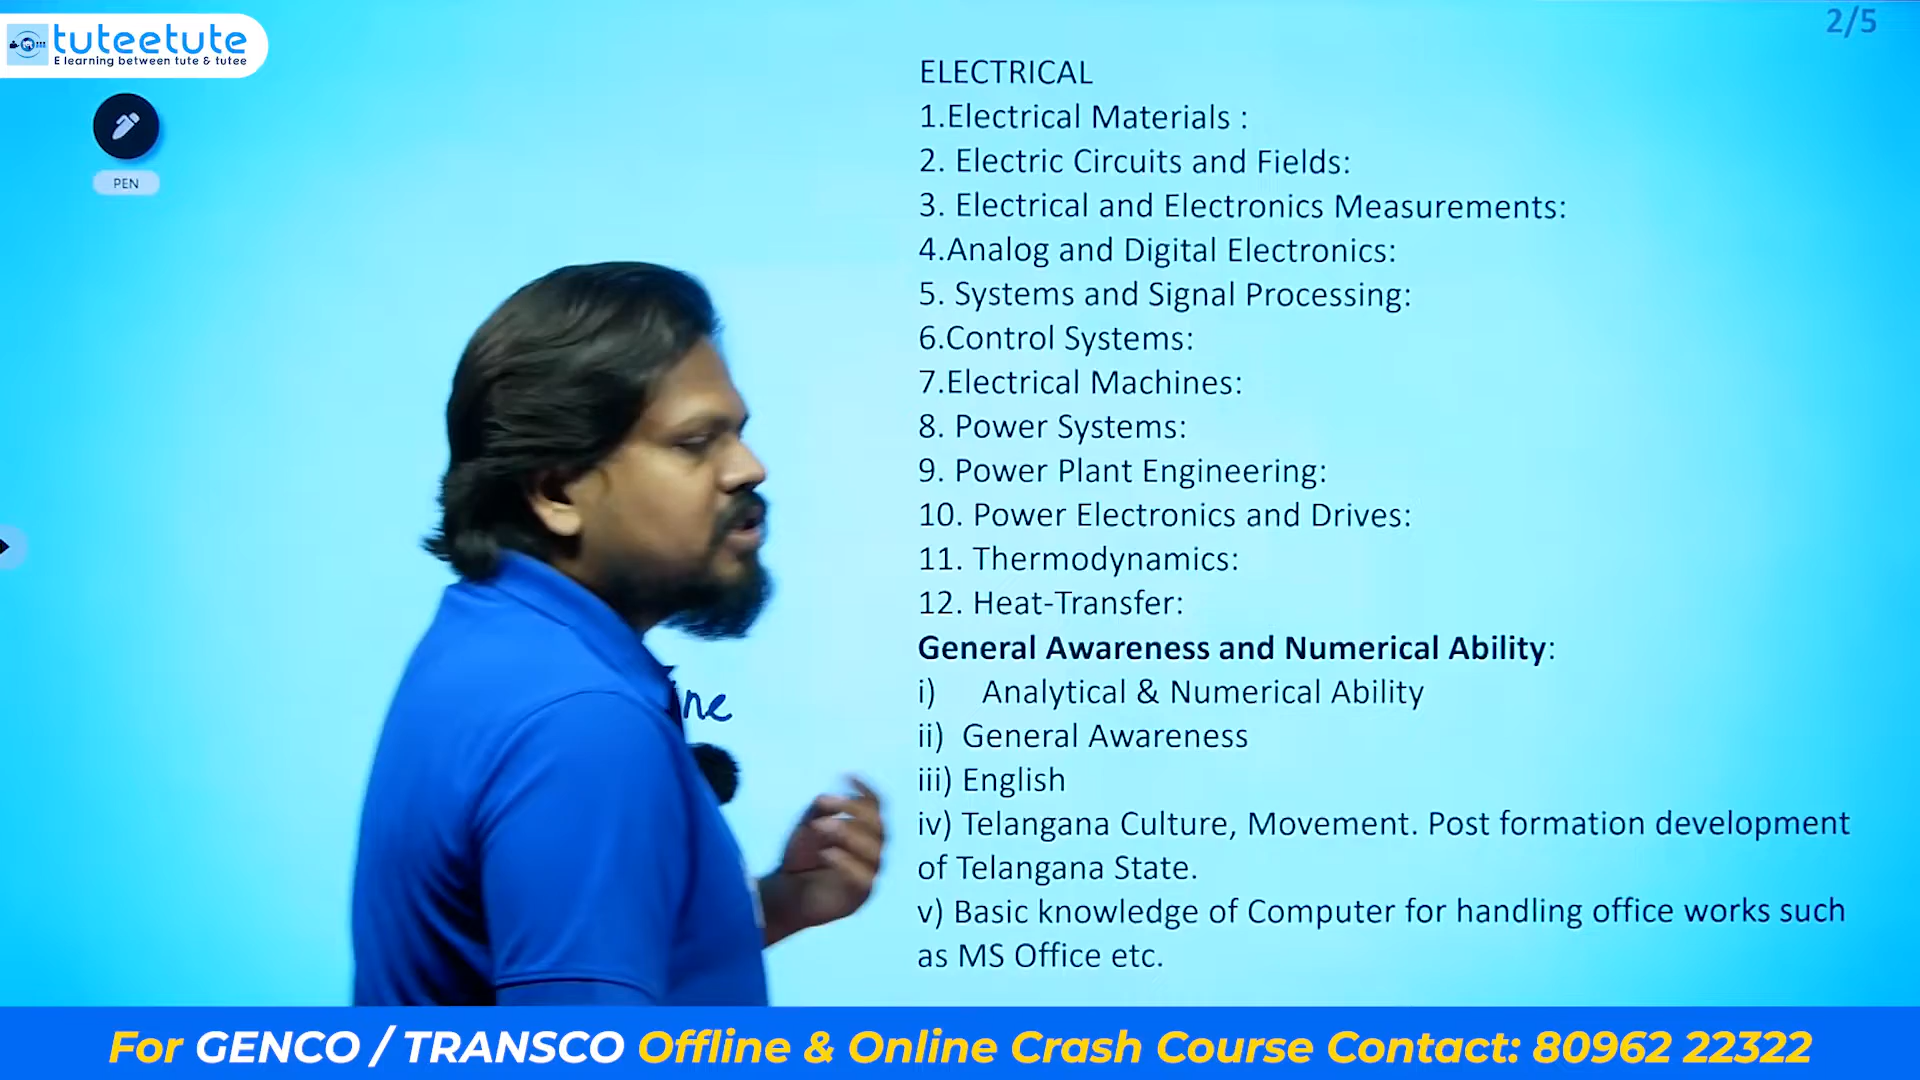 tuteetute
E learning between tute & tutee
2/5
PEN
ELECTRICAL
1.Electrical Materials :
2. Electric Circuits and Fields:
3. Electrical and Electronics Measurements:
4.Analog and Digital Electronics:
5. Systems and Signal Processing:
6.Control Systems:
7.Electrical Machines:
8. Power Systems:
9. Power Plant Engineering:
10. Power Electronics and Drives:
11. Thermodynamics:
12. Heat-Transfer:
General Awareness and Numerical Ability:
i) Analytical & Numerical Ability
ii) General Awareness
iii) English
iv) Telangana Culture, Movement. Post formation development
of Telangana State.
v) Basic knowledge of Computer for handling office works such
as MS Office etc.
For GENCO / TRANSCO Offline & Online Crash Course Contact: 80962 22322